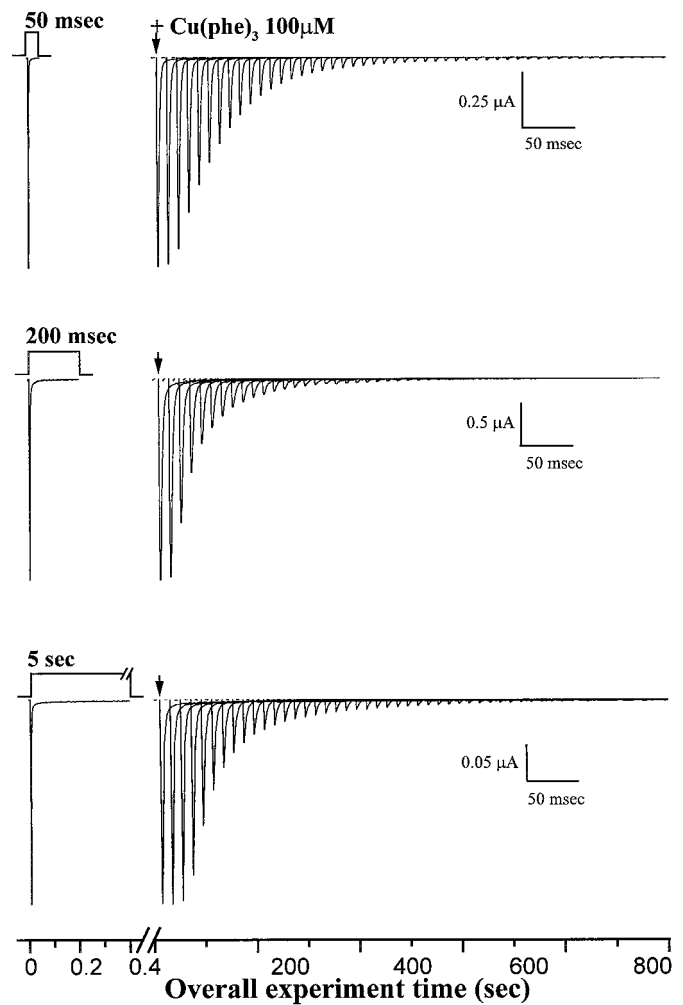 50 msec
+ Cu(phe)3 100μM
0.25 μA
50 msec
200 msec
0.5 μA
50 msec
5 sec
0.05 μA
50 msec
0 0.2 0.4 200 400 600 800
Overall experiment time (sec)